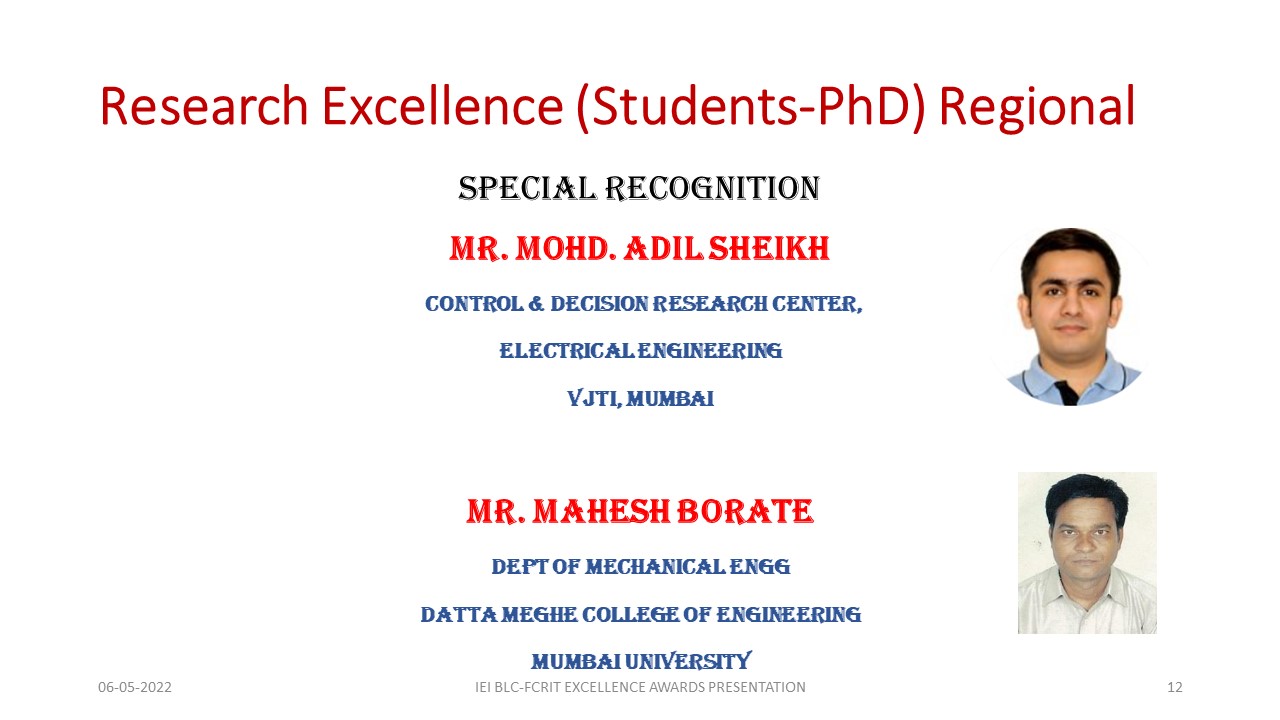 Research Excellence (Students-PhD) Regional
SPECIAL RECOGNITION
MR. MOHD. ADIL SHEIKH
CONTROL & DECISION RESEARCH CENTER,
ELECTRICAL ENGINEERING
VJTI, MUMBAI
MR. MAHESH BORATE
DEPT OF MECHANICAL ENGG
DATTA MEGHE COLLEGE OF ENGINEERING
MUMBAI UNIVERSITY
06-05-2022
IEI BLC-FCRIT EXCELLENCE AWARDS PRESENTATION
12